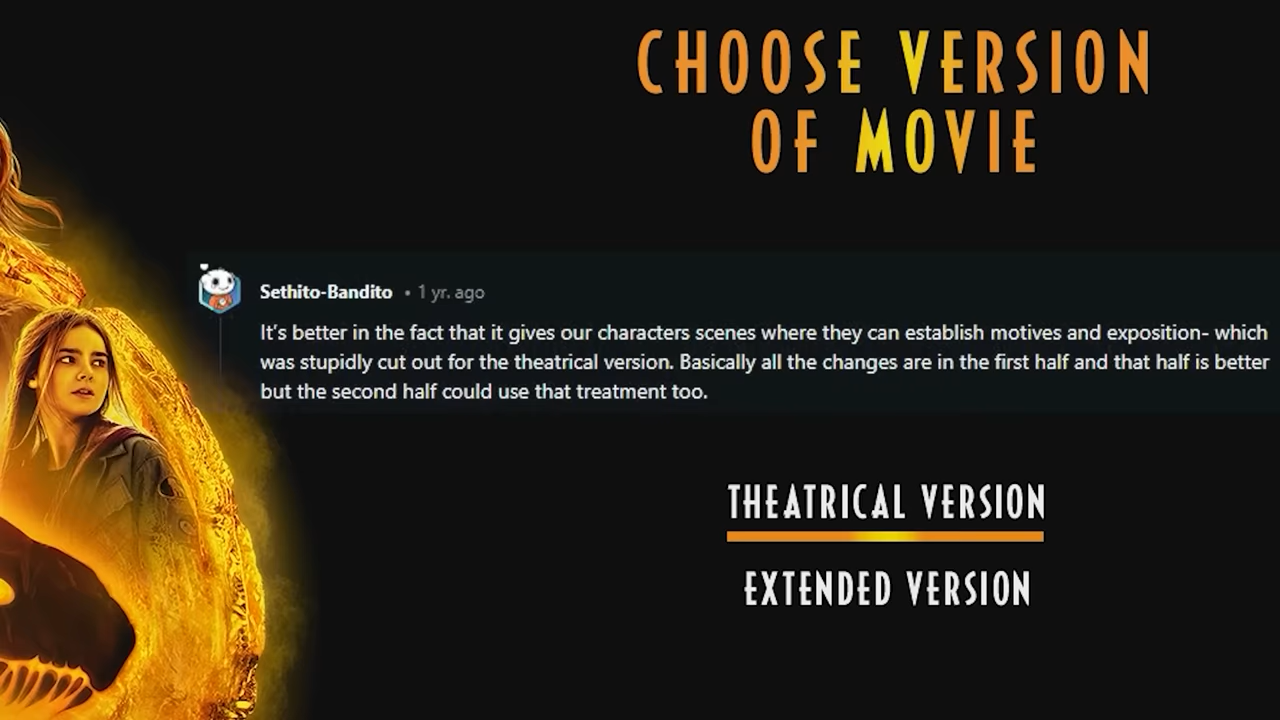 CHOOSE VERSION
OF MOVIE
Sethito-Bandito • 1 yr. ago
It's better in the fact that it gives our characters scenes where they can establish motives and exposition- which
was stupidly cut out for the theatrical version. Basically all the changes are in the first half and that half is better
but the second half could use that treatment too.
THEATRICAL VERSION
EXTENDED VERSION